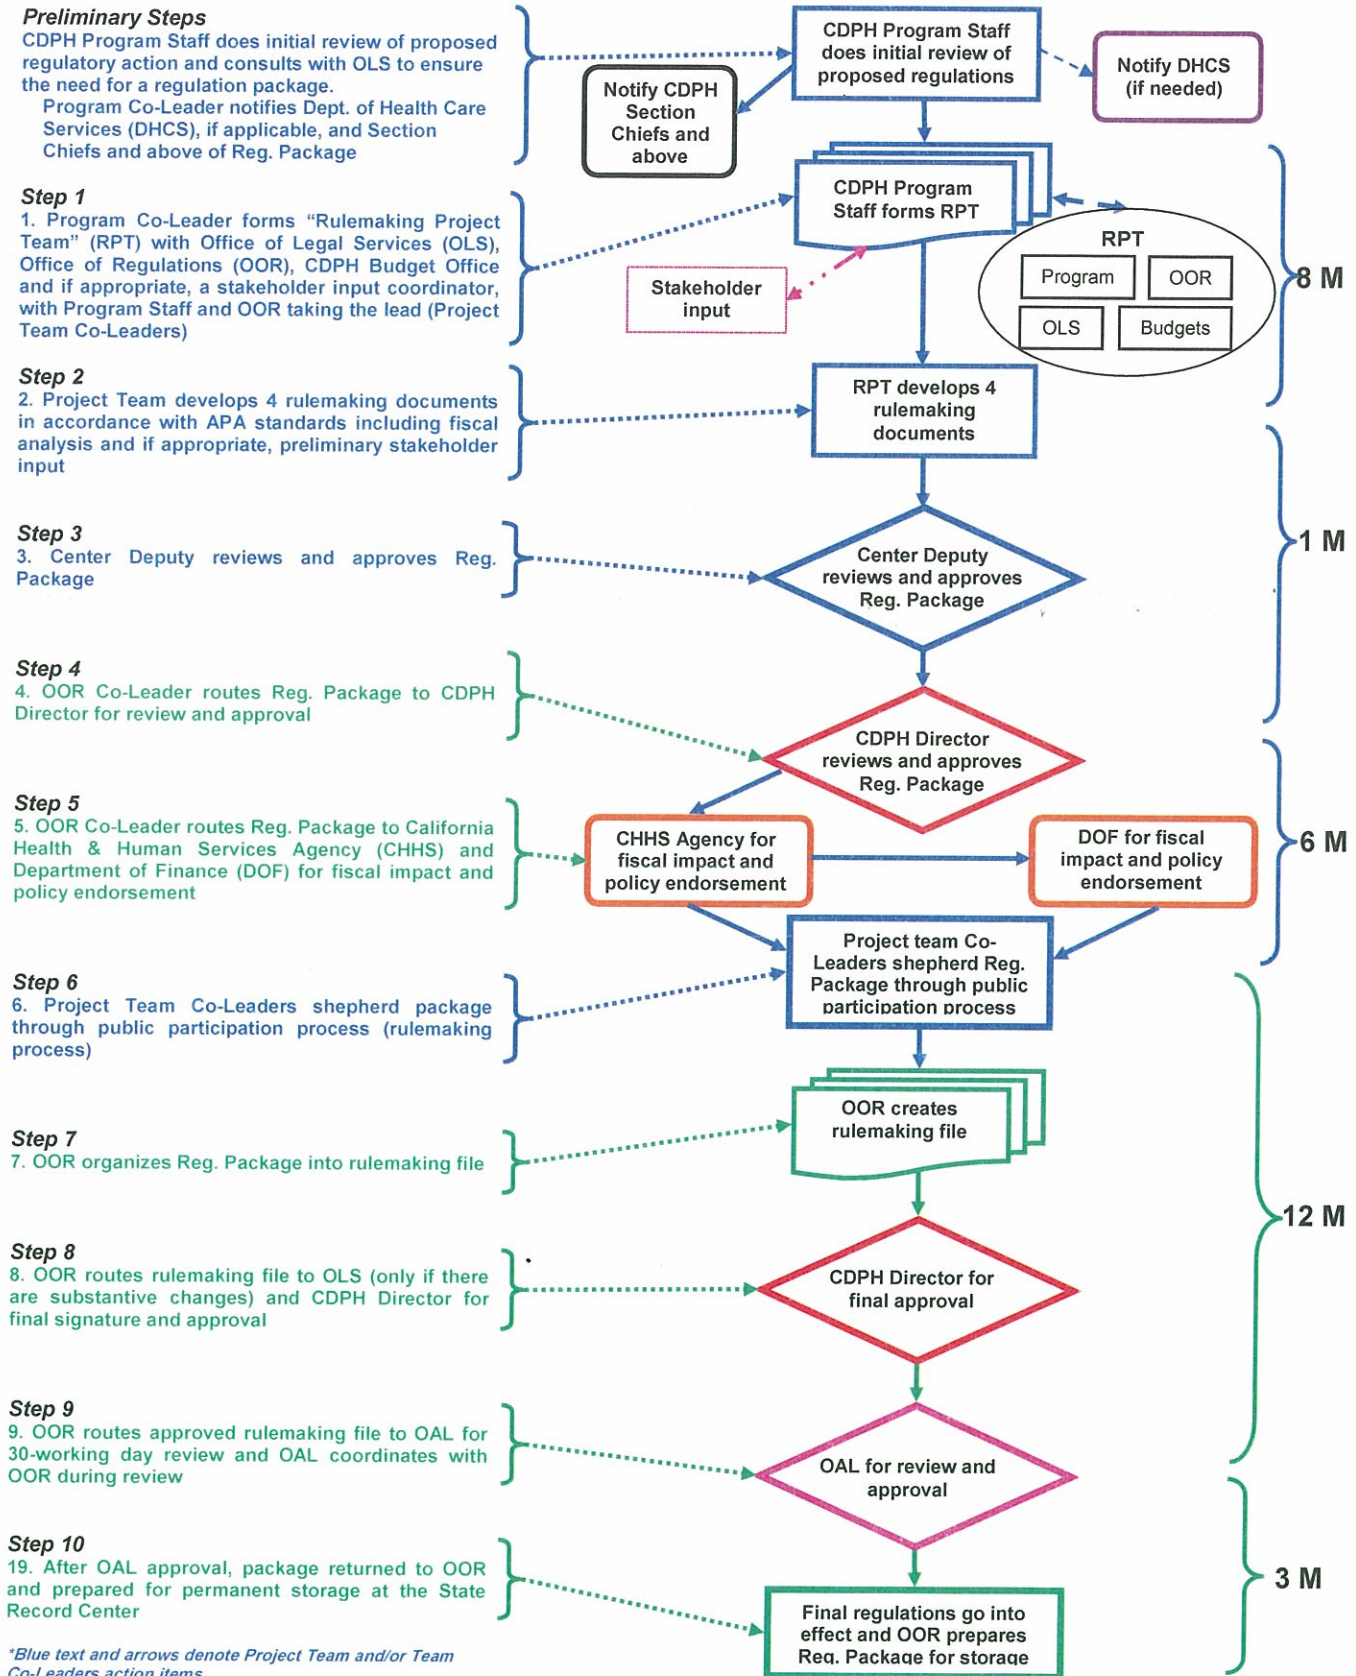 Preliminary Steps
CDPH Program Staff does initial review of proposed
regulatory action and consults with OLS to ensure
the need for a regulation package.
Program Co-Leader notifies Dept. of Health Care
Services (DHCS), if applicable, and Section
Chiefs and above of Reg. Package
CDPH Program Staff
does initial review of
proposed regulations
Notify CDPH
Section
Chiefs and
above
Notify DHCS
(if needed)
Step 1
1. Program Co-Leader forms “Rulemaking Project
Team” (RPT) with Office of Legal Services (OLS),
Office of Regulations (OOR), CDPH Budget Office
and if appropriate, a stakeholder input coordinator,
with Program Staff and OOR taking the lead (Project
Team Co-Leaders)
CDPH Program
Staff forms RPT
Stakeholder
input
RPT
Program
OOR
OLS
Budgets
8 M
Step 2
2. Project Team develops 4 rulemaking documents
in accordance with APA standards including fiscal
analysis and if appropriate, preliminary stakeholder
input
RPT develops 4
rulemaking
documents
Step 3
3. Center Deputy reviews and approves Reg.
Package
Center Deputy
reviews and approves
Reg. Package
1 M
Step 4
4. OOR Co-Leader routes Reg. Package to CDPH
Director for review and approval
CDPH Director
reviews and approves
Reg. Package
Step 5
5. OOR Co-Leader routes Reg. Package to California
Health & Human Services Agency (CHHS) and
Department of Finance (DOF) for fiscal impact and
policy endorsement
CHHS Agency for
fiscal impact and
policy endorsement
DOF for fiscal
impact and policy
endorsement
6 M
Step 6
6. Project Team Co-Leaders shepherd package
through public participation process (rulemaking
process)
Project team Co-
Leaders shepherd Reg.
Package through public
participation process
Step 7
7. OOR organizes Reg. Package into rulemaking file
OOR creates
rulemaking file
12 M
Step 8
8. OOR routes rulemaking file to OLS (only if there
are substantive changes) and CDPH Director for
final signature and approval
CDPH Director for
final approval
Step 9
9. OOR routes approved rulemaking file to OAL for
30-working day review and OAL coordinates with
OOR during review
OAL for review and
approval
Step 10
19. After OAL approval, package returned to OOR
and prepared for permanent storage at the State
Record Center
Final regulations go into
effect and OOR prepares
Reg. Package for storage
3 M
*Blue text and arrows denote Project Team and/or Team
Co-Leaders action items